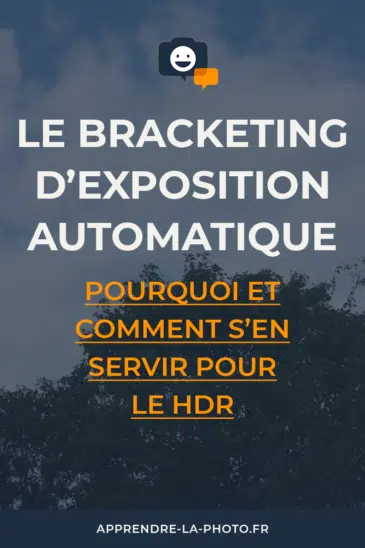 LE BRACKETING
D’EXPOSITION
AUTOMATIQUE
POURQUOI ET
COMMENT S’EN
SERVIR POUR
LE HDR
APPRENDRE-LA-PHOTO.FR